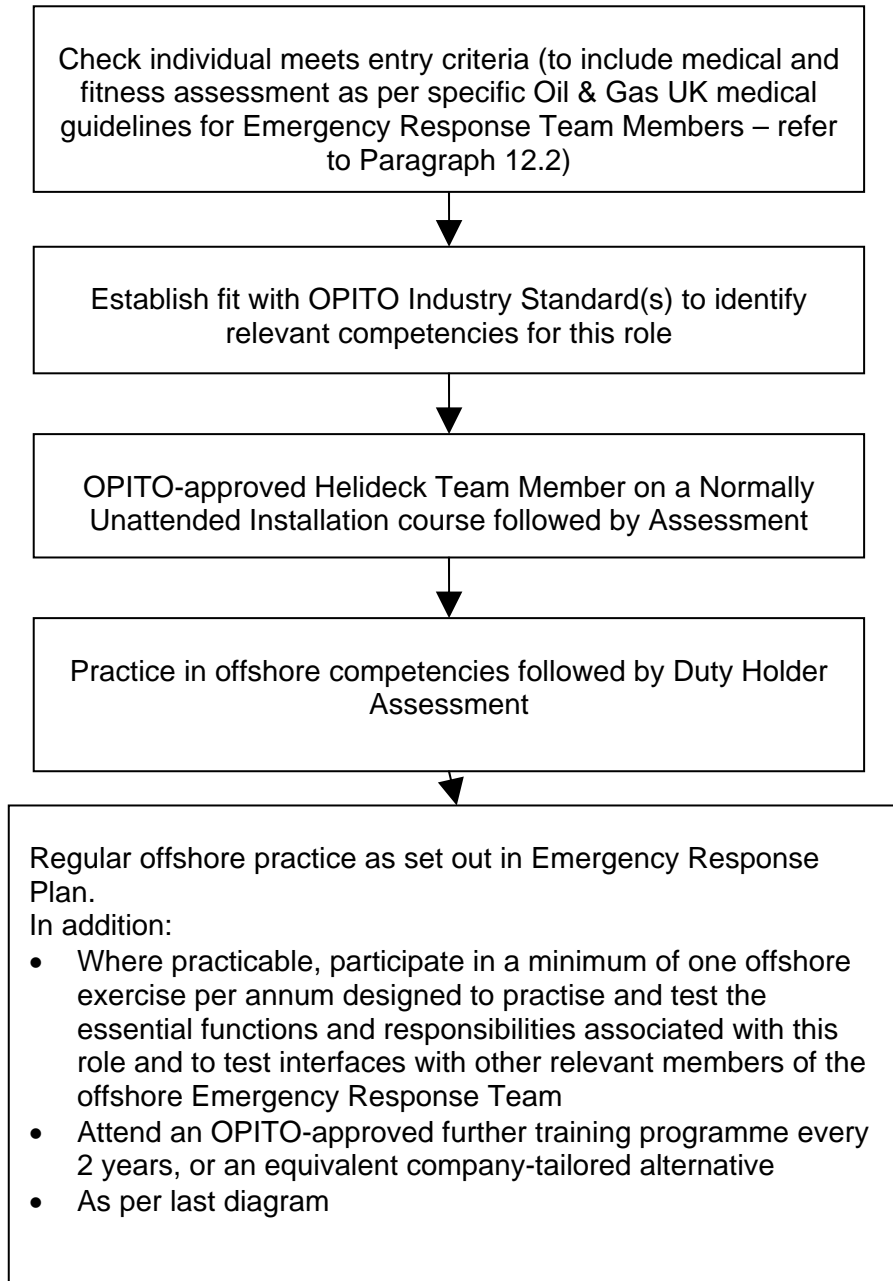 Check individual meets entry criteria (to include medical and
fitness assessment as per specific Oil & Gas UK medical
guidelines for Emergency Response Team Members – refer
to Paragraph 12.2)
Establish fit with OPITO Industry Standard(s) to identify
relevant competencies for this role
OPITO-approved Helideck Team Member on a Normally
Unattended Installation course followed by Assessment
Practice in offshore competencies followed by Duty Holder
Assessment
Regular offshore practice as set out in Emergency Response
Plan.
In addition:
• Where practicable, participate in a minimum of one offshore
exercise per annum designed to practise and test the
essential functions and responsibilities associated with this
role and to test interfaces with other relevant members of the
offshore Emergency Response Team
• Attend an OPITO-approved further training programme every
2 years, or an equivalent company-tailored alternative
• As per last diagram